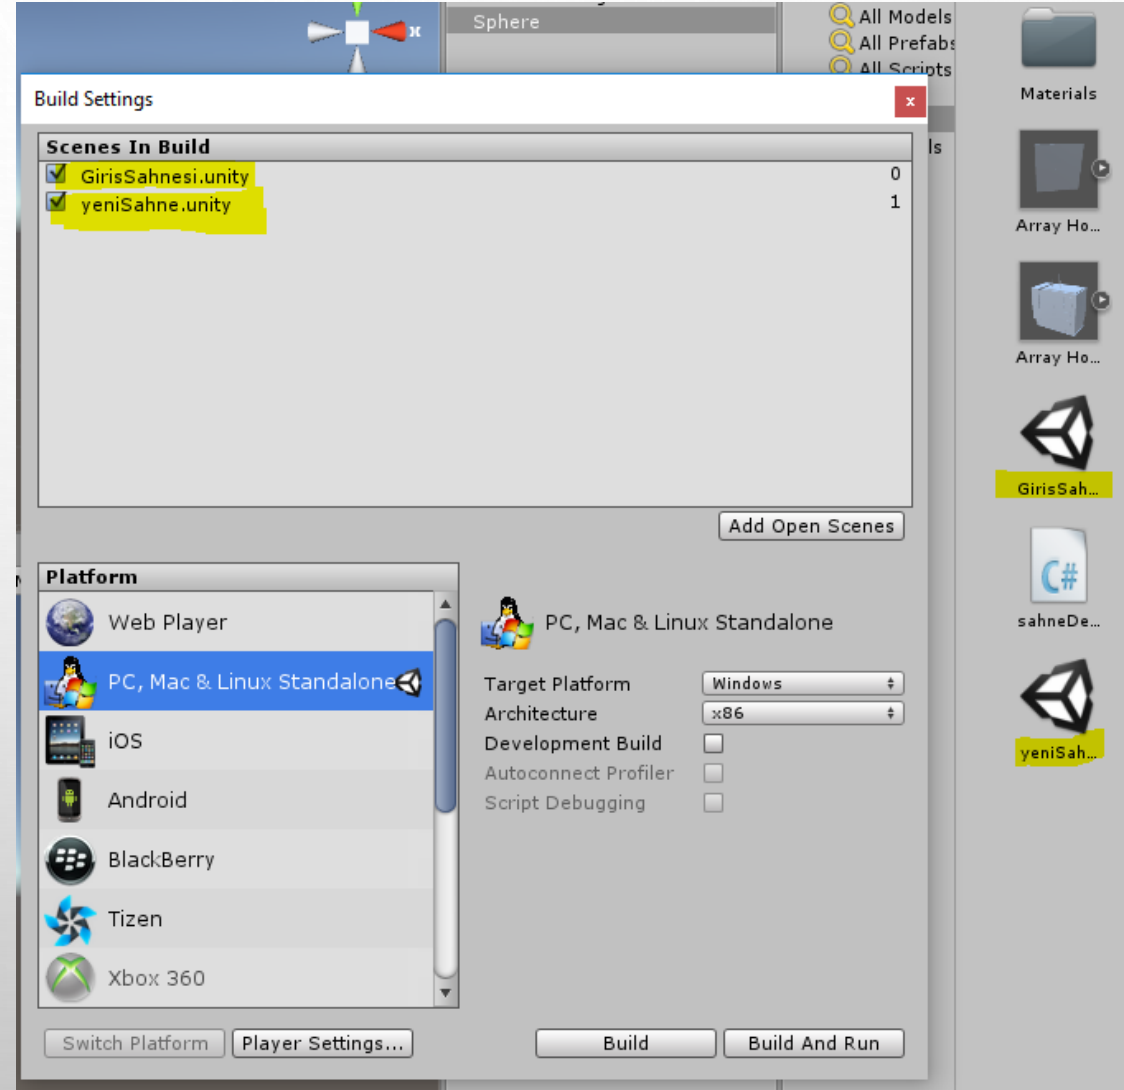 Sphere
All Models
All Prefabs
All Scripts
ls
x
Build Settings
x
Scenes In Build
GirisSahnesi.unity 0
yeniSahne.unity 1
Add Open Scenes
Platform
Web Player
PC, Mac & Linux Standalone
iOS
Android
BlackBerry
Tizen
Xbox 360
PC, Mac & Linux Standalone
Target Platform Windows
Architecture x86
Development Build
Autoconnect Profiler
Script Debugging
Switch Platform Player Settings... Build Build And Run
Materials
Array Ho...
Array Ho...
GirisSah...
C#
sahneDe...
yeniSah...